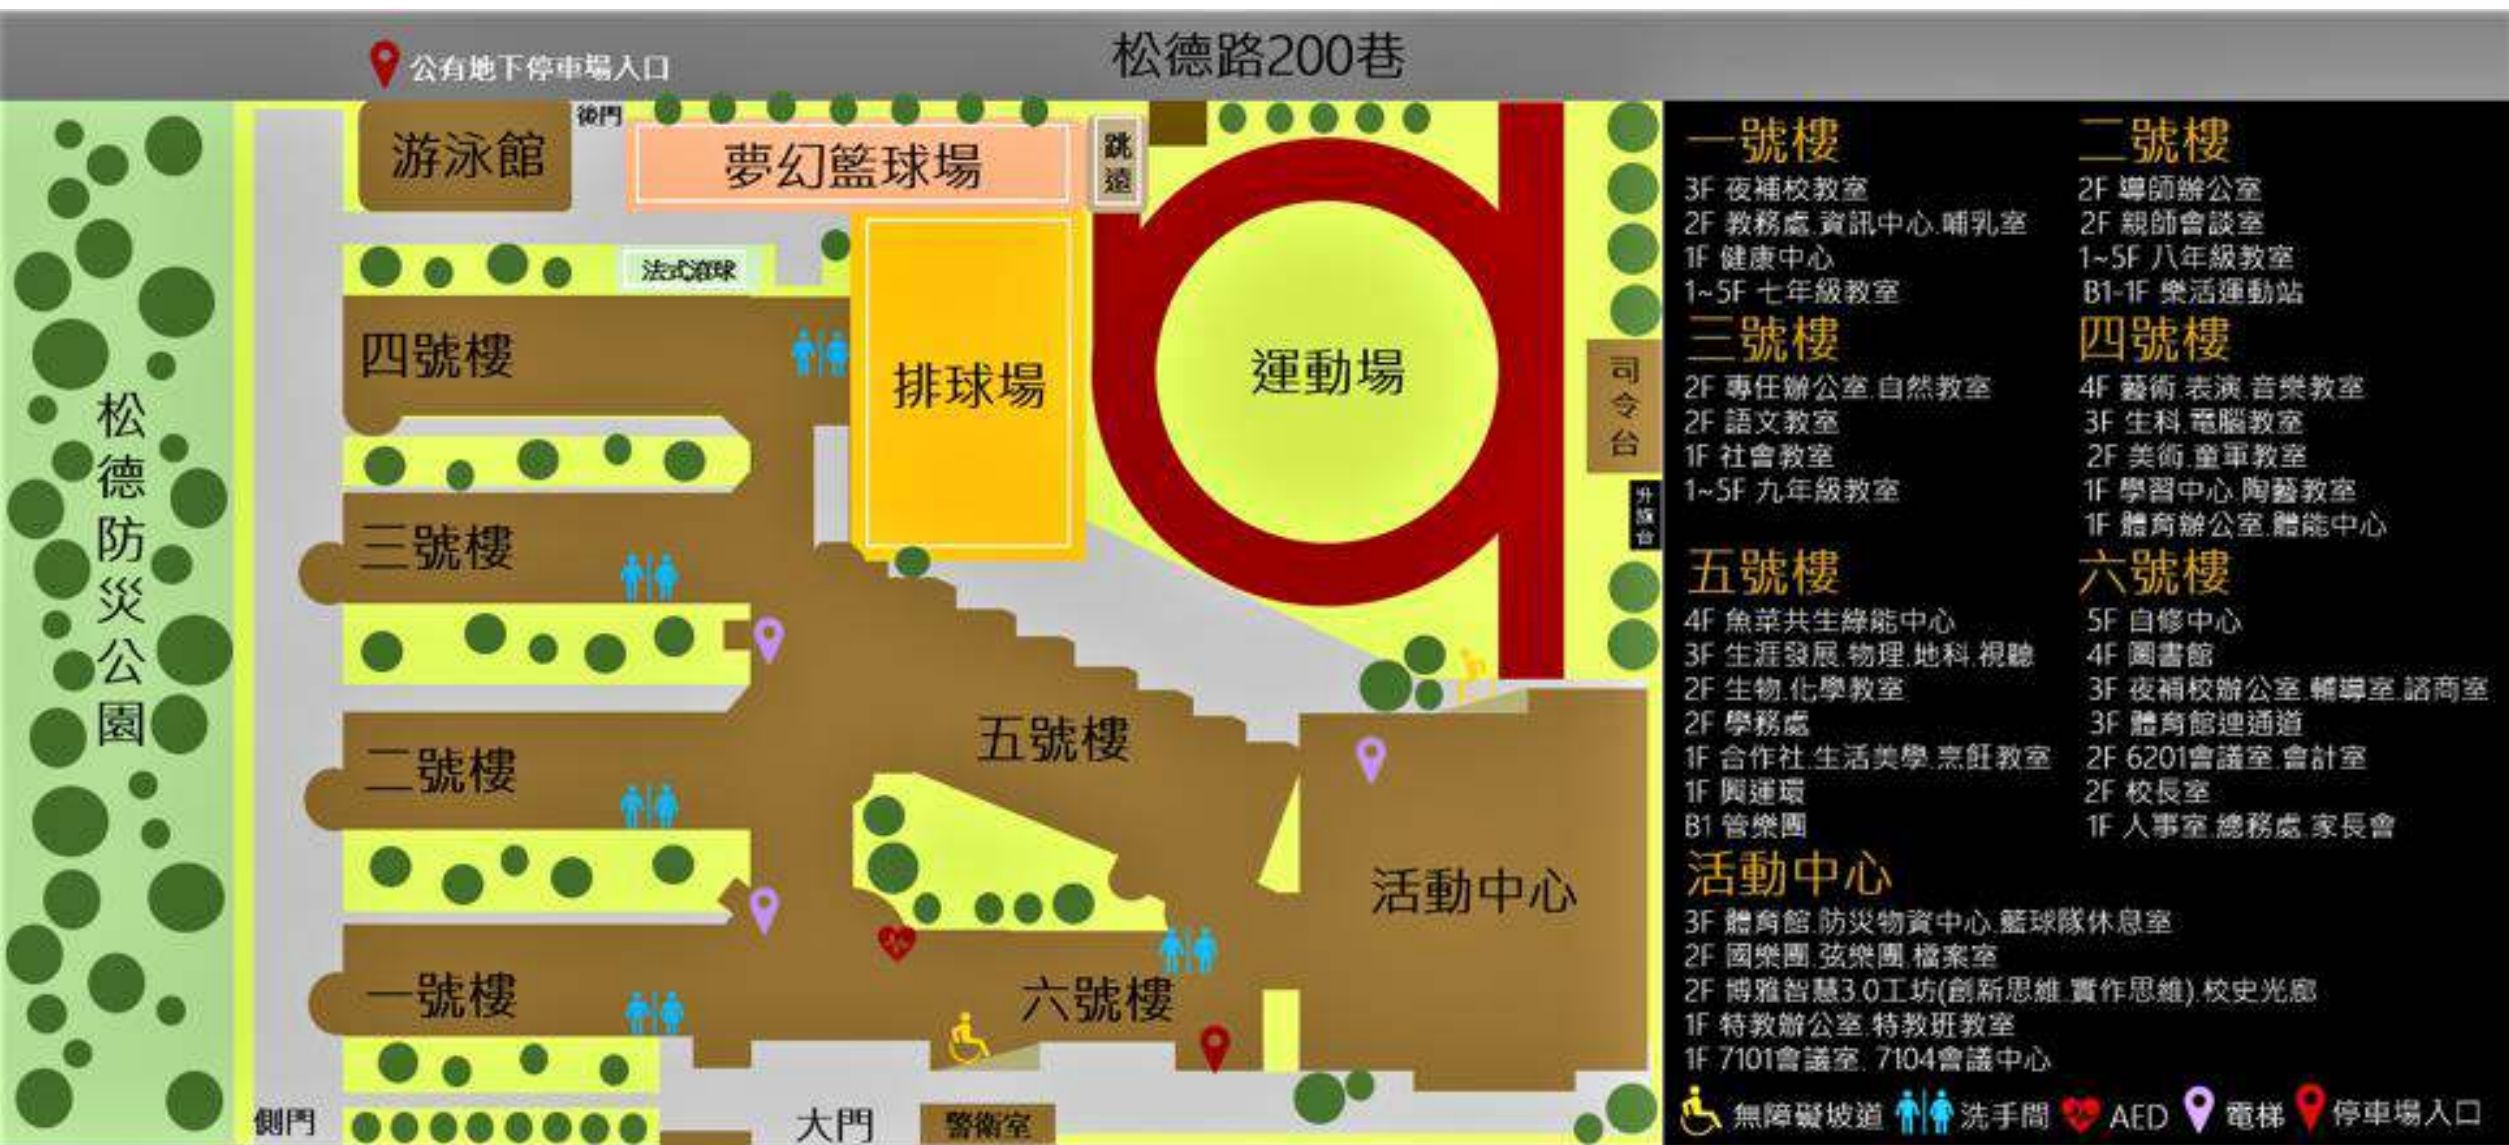 松德路200巷
公有地下停車場入口
後門
游泳館
夢幻籃球場
跳遠
法式滾球
四號樓
排球場
運動場
司令台
升旗台
松德防災公園
三號樓
二號樓
五號樓
活動中心
一號樓
六號樓
側門
大門
警衛室
一號樓
3F 夜補校教室
2F 教務處.資訊中心.哺乳室
1F 健康中心
1~5F 七年級教室
二號樓
2F 導師辦公室
2F 親師會談室
1~5F 八年級教室
B1-1F 樂活運動站
三號樓
2F 專任辦公室.自然教室
2F 語文教室
1F 社會教室
1~5F 九年級教室
四號樓
4F 藝術.表演.音樂教室
3F 生科.電腦教室
2F 美術.童軍教室
1F 學習中心.陶藝教室
1F 體育辦公室.體能中心
五號樓
4F 魚菜共生綠能中心
3F 生涯發展.物理.地科.視聽
2F 生物.化學教室
2F 學務處
1F 合作社.生活美學.烹飪教室
1F 興運環
B1 管樂團
六號樓
5F 自修中心
4F 圖書館
3F 夜補校辦公室.輔導室.諮商室
3F 體育館連通道
2F 6201會議室.會計室
2F 校長室
1F 人事室.總務處.家長會
活動中心
3F 體育館.防災物資中心.籃球隊休息室
2F 國樂團.弦樂團.檔案室
2F 博雅智慧3.0工坊(創新思維.實作思維).校史光廊
1F 特教辦公室.特教班教室
1F 7101會議室. 7104會議中心
無障礙坡道 洗手間 AED 電梯 停車場入口